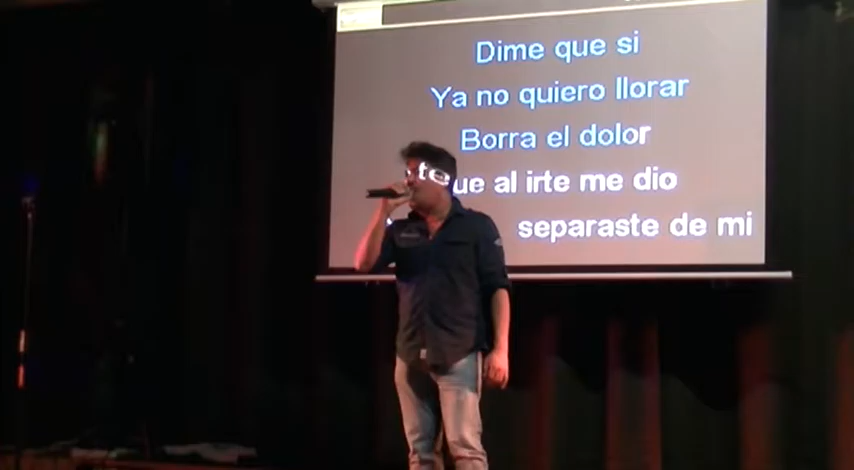 Dime que si
Ya no quiero llorar
Borra el dolor
te ue al irte me dio
separaste de mi